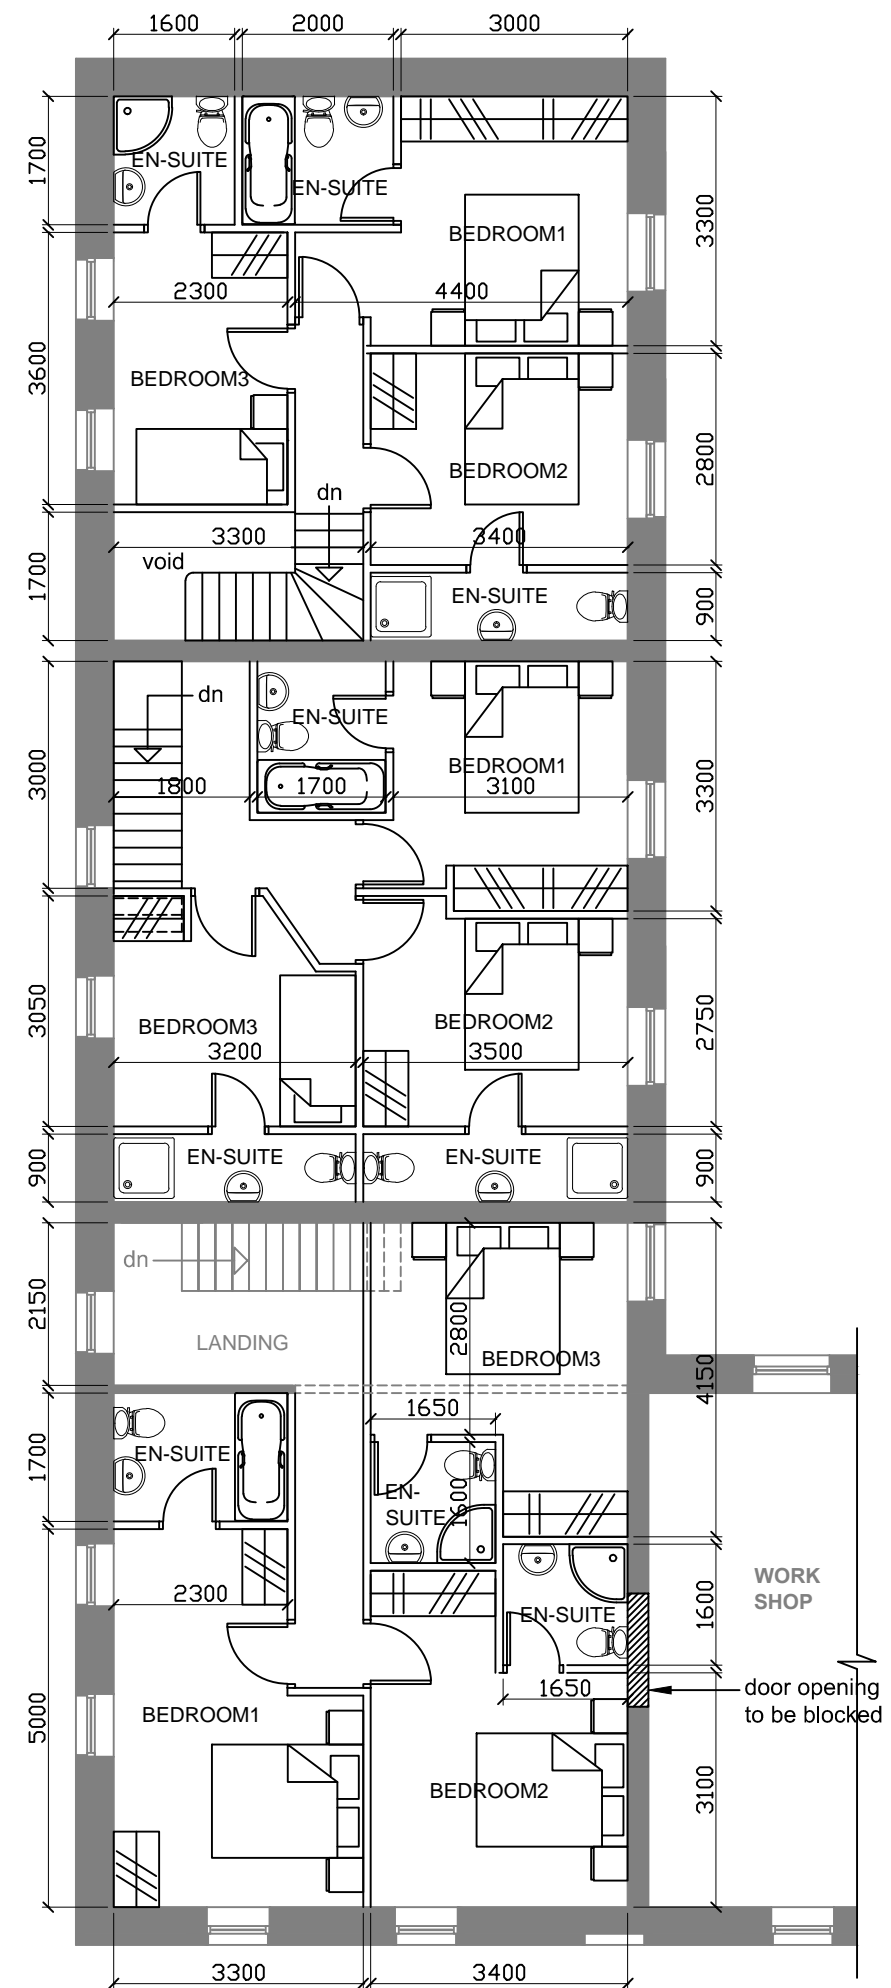 1600
2000
3000
1700
EN-SUITE
EN-SUITE
3300
BEDROOM1
2300
4400
3600
BEDROOM3
2800
BEDROOM2
dn
3300
3400
void
1700
EN-SUITE
900
dn
EN-SUITE
3000
BEDROOM1
3300
1800
1700
3100
3050
BEDROOM3
BEDROOM2
2750
3200
3500
900
EN-SUITE
EN-SUITE
900
dn
2150
LANDING
2800
BEDROOM3
4150
1650
1700
EN-SUITE
EN-
SUITE
1600
WORK
SHOP
2300
EN-SUITE
1600
1650
door opening
to be blocked
5000
BEDROOM1
BEDROOM2
3100
3300
3400